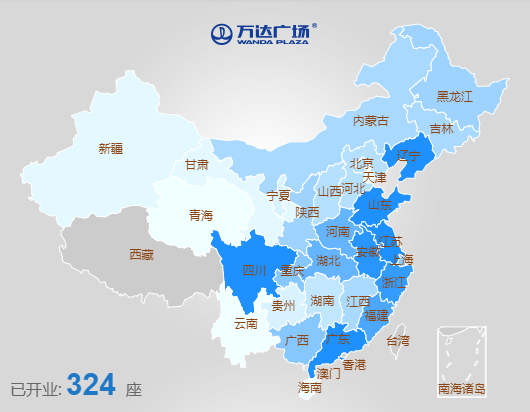 万达广场®
WANDA PLAZA
黑龙江
内蒙古
吉林
新疆
辽宁
北京
甘肃
天津
河北
山西
宁夏
山东
陕西
青海
河南
江苏
西藏
安徽
湖北
上海
四川
重庆
浙江
湖南
江西
贵州
福建
云南
广西
广东
台湾
香港
澳门
海南
南海诸岛
已开业: 324 座